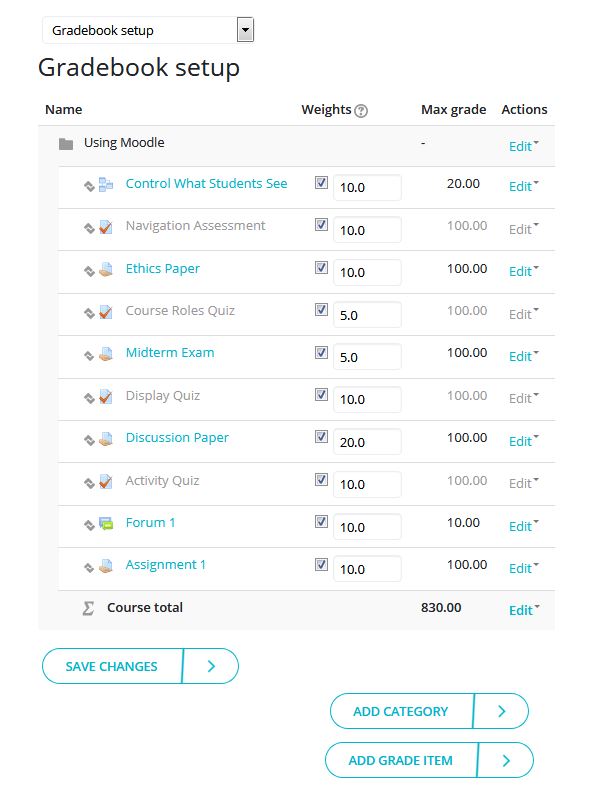 Gradebook setup
Gradebook setup
Name Weights ? Max grade Actions
Using Moodle - Edit
Control What Students See 10.0 20.00 Edit
Navigation Assessment 10.0 100.00 Edit
Ethics Paper 10.0 100.00 Edit
Course Roles Quiz 5.0 100.00 Edit
Midterm Exam 5.0 100.00 Edit
Display Quiz 10.0 100.00 Edit
Discussion Paper 20.0 100.00 Edit
Activity Quiz 10.0 100.00 Edit
Forum 1 10.0 10.00 Edit
Assignment 1 10.0 100.00 Edit
Σ Course total 830.00 Edit
SAVE CHANGES
ADD CATEGORY
ADD GRADE ITEM